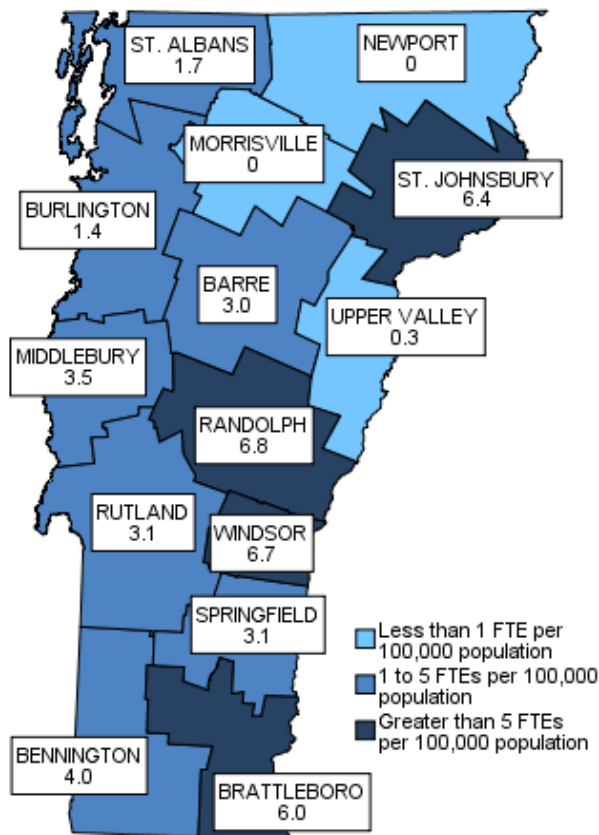 ST. ALBANS
1.7
NEWPORT
0
MORRISVILLE
0
ST. JOHNSBURY
6.4
BURLINGTON
1.4
BARRE
3.0
UPPER VALLEY
0.3
MIDDLEBURY
3.5
RANDOLPH
6.8
RUTLAND
3.1
WINDSOR
6.7
SPRINGFIELD
3.1
Less than 1 FTE per
100,000 population
1 to 5 FTEs per 100,000
population
Greater than 5 FTEs
per 100,000 population
BENNINGTON
4.0
BRATTLEBORO
6.0